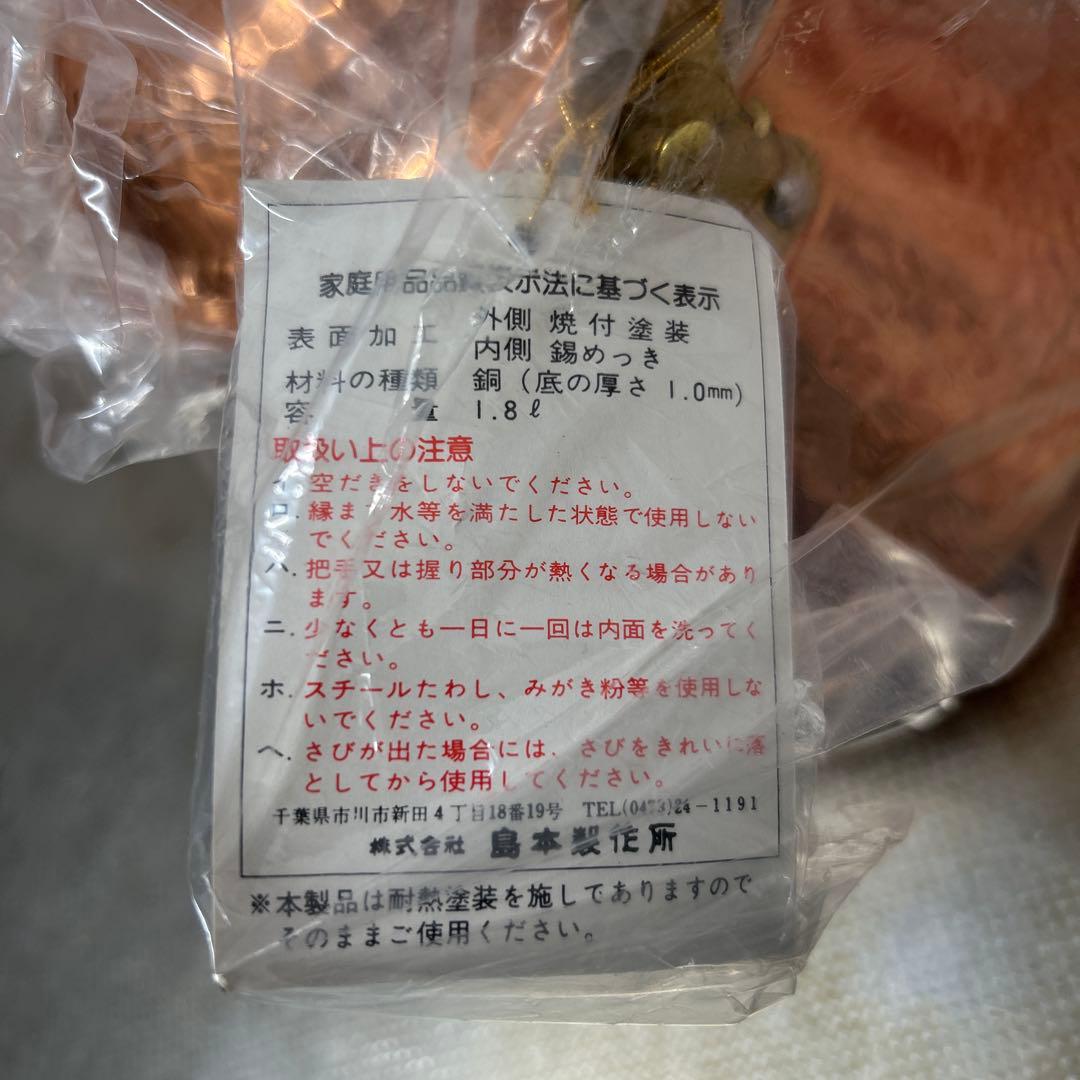 家庭用品品質表示法に基づく表示
表面加工 外側 焼付塗装
内側 錫めっき
材料の種類 銅(底の厚さ 1.0mm)
容量 1.8ℓ
取扱い上の注意
イ. 空だきをしないでください。
ロ. 縁まで水等を満たした状態で使用しない
でください。
ハ. 把手又は握り部分が熱くなる場合があり
ます。
ニ. 少なくとも一日に一回は内面を洗ってく
ださい。
ホ. スチールたわし、みがき粉等を使用しな
いでください。
ヘ. さびが出た場合には、さびをきれいに落
としてから使用してください。
千葉県市川市新田4丁目18番19号 TEL(0473)24-1191
株式会社 島本製作所
※本製品は耐熱塗装を施してありますので
そのままご使用ください。